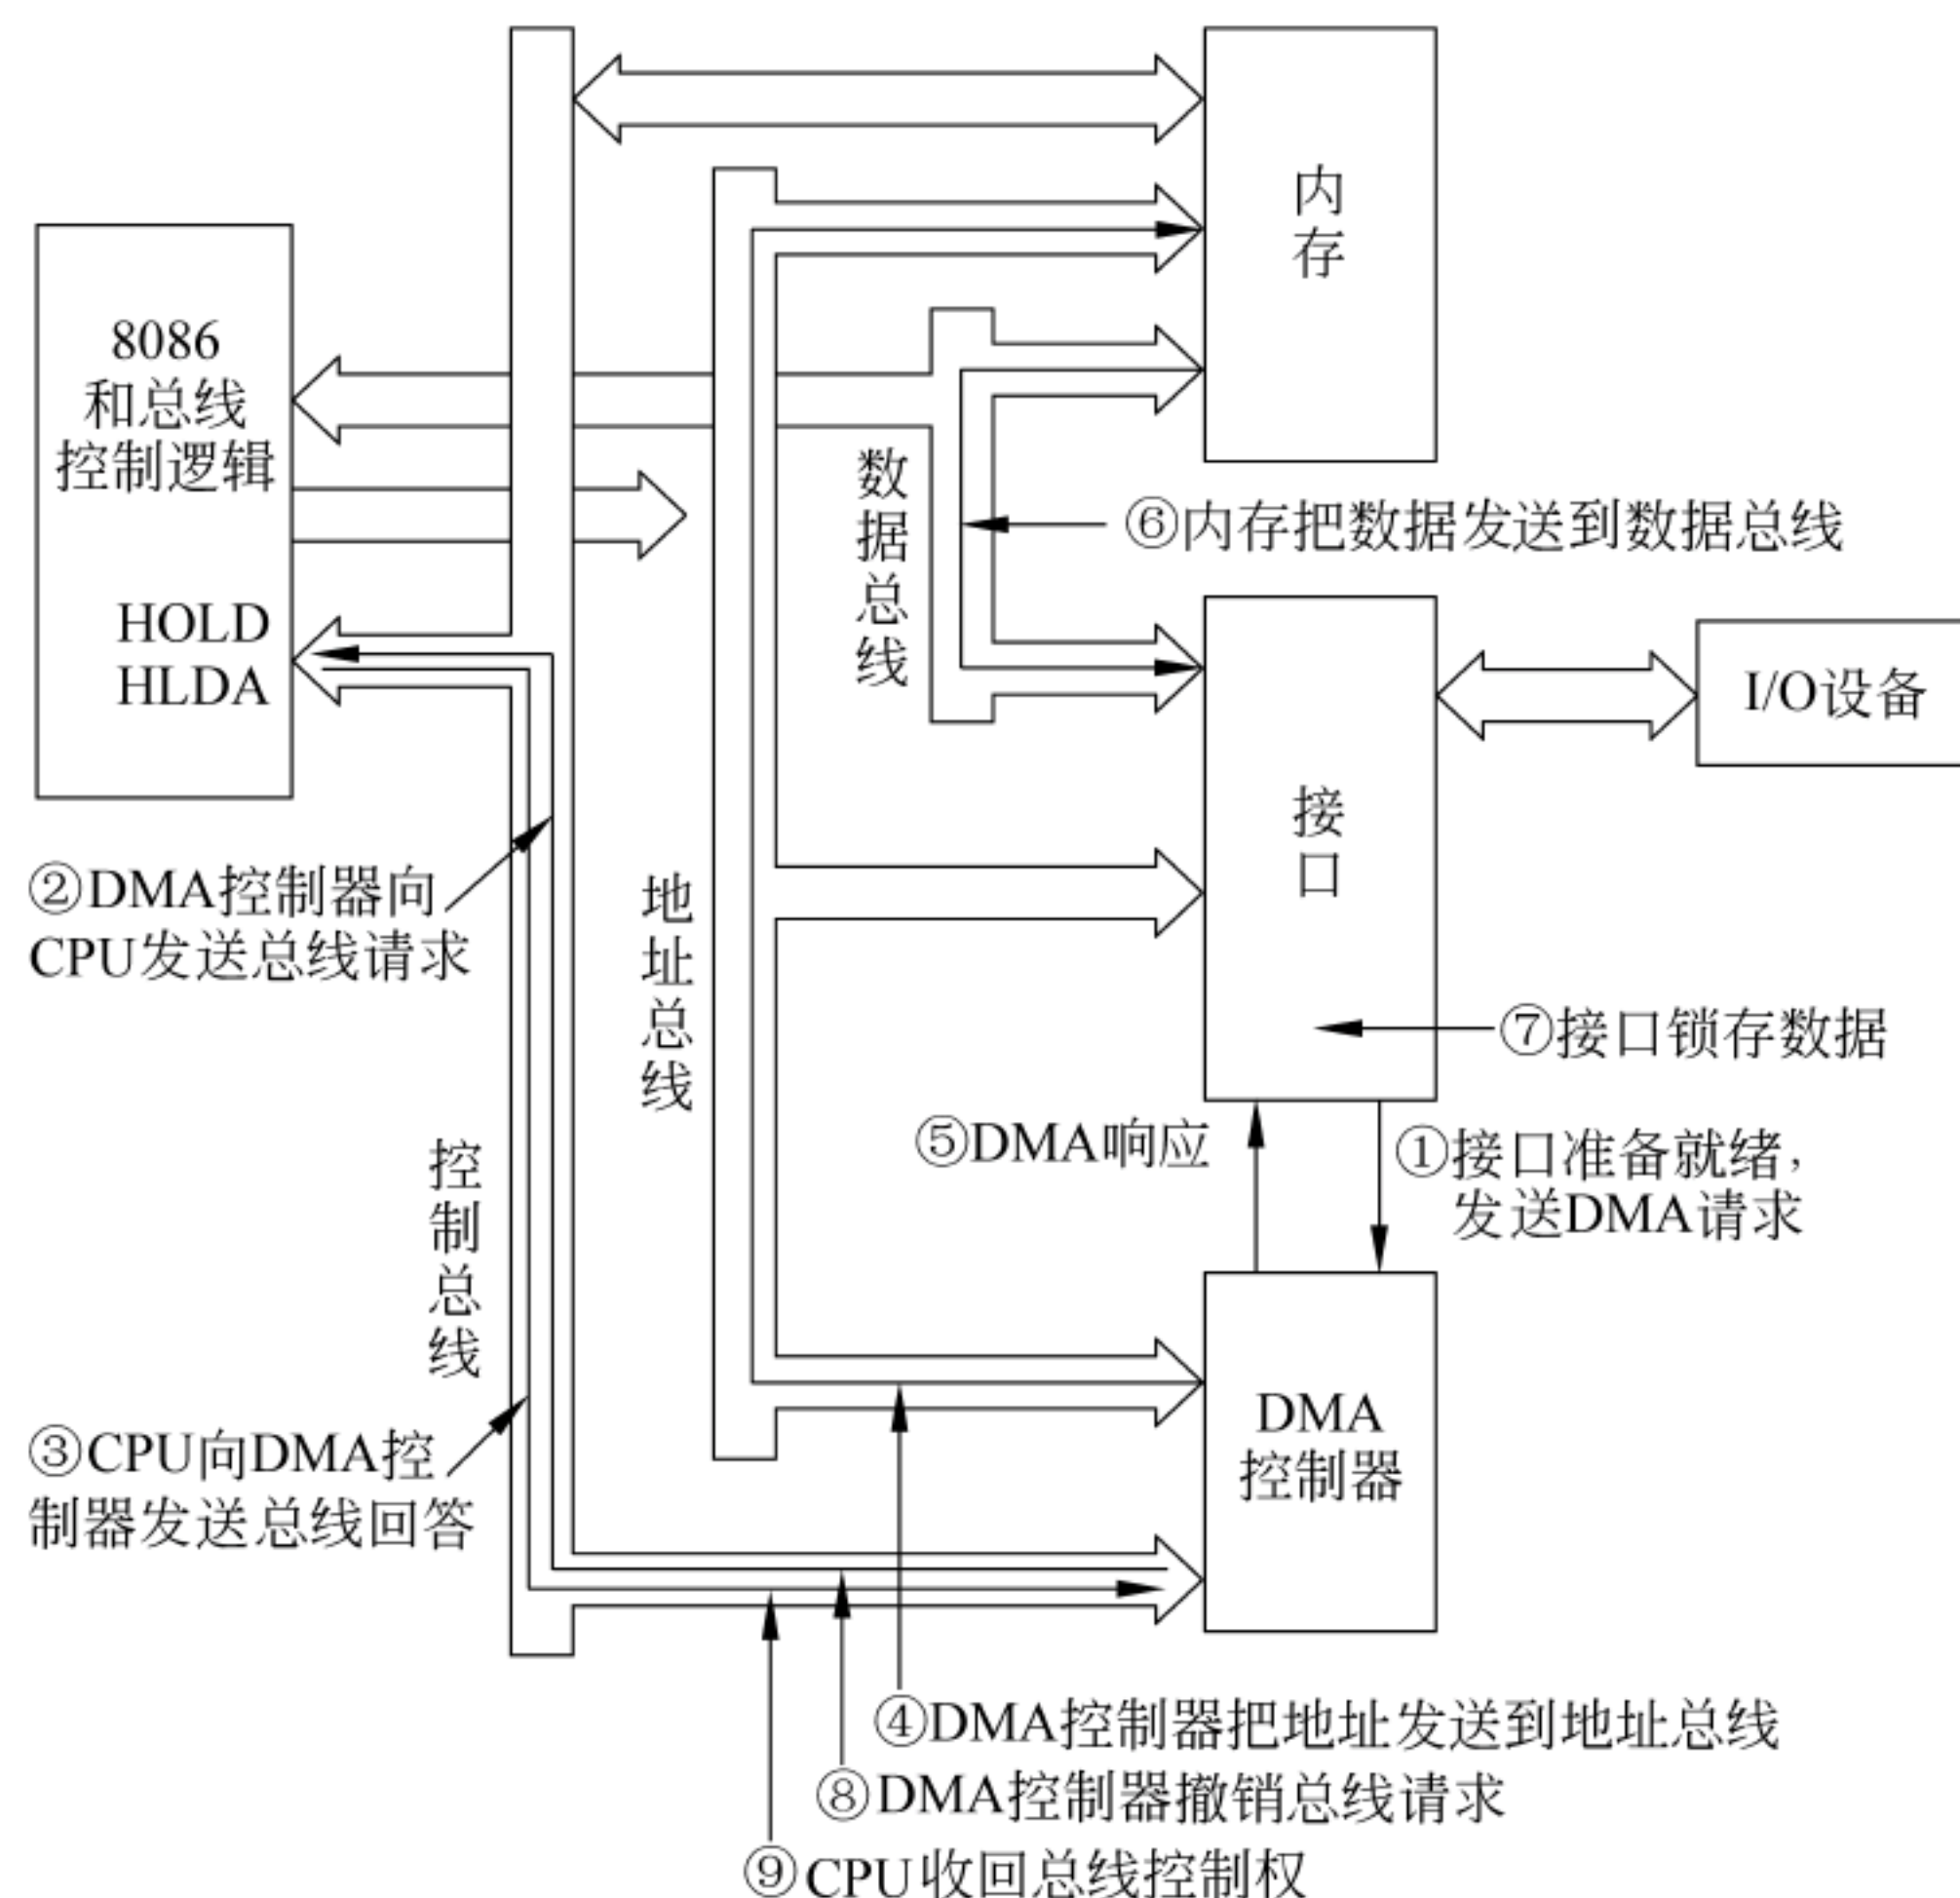 内存
8086
和总线
控制逻辑
数据总线
⑥内存把数据发送到数据总线
HOLD
HLDA
I/O设备
接口
②DMA控制器向
CPU发送总线请求
地址总线
⑦接口锁存数据
⑤DMA响应
①接口准备就绪，
发送DMA请求
控制总线
DMA
控制器
③CPU向DMA控
制器发送总线回答
④DMA控制器把地址发送到地址总线
⑧DMA控制器撤销总线请求
⑨CPU收回总线控制权